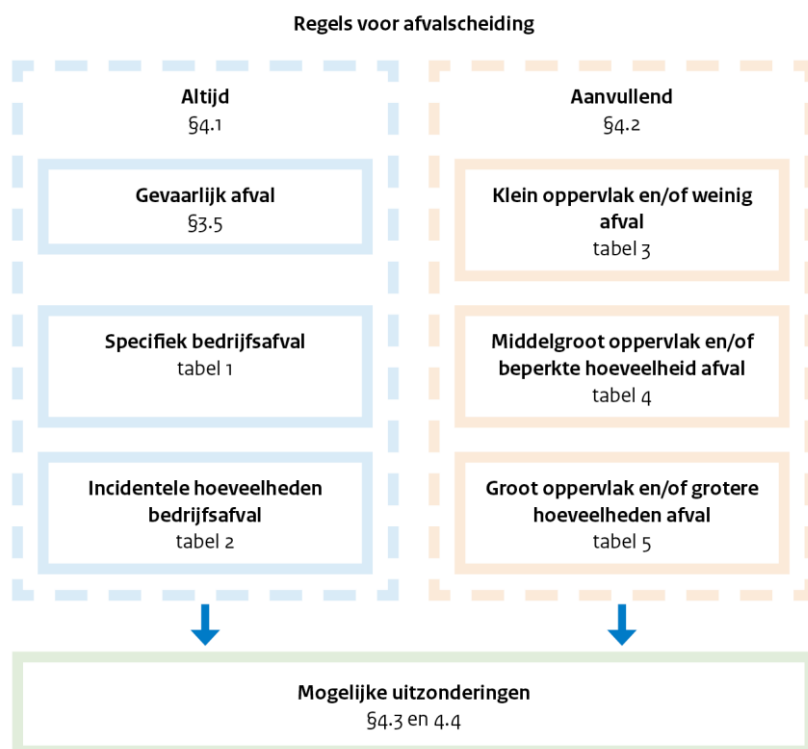 Regels voor afvalscheiding
Altijd
§4.1
Gevaarlijk afval
§3.5
Specifiek bedrijfsafval
tabel 1
Incidentele hoeveelheden
bedrijfsafval
tabel 2
Aanvullend
§4.2
Klein oppervlak en/of weinig
afval
tabel 3
Middelgroot oppervlak en/of
beperkte hoeveelheid afval
tabel 4
Groot oppervlak en/of grotere
hoeveelheden afval
tabel 5
Mogelijke uitzonderingen
§4.3 en 4.4